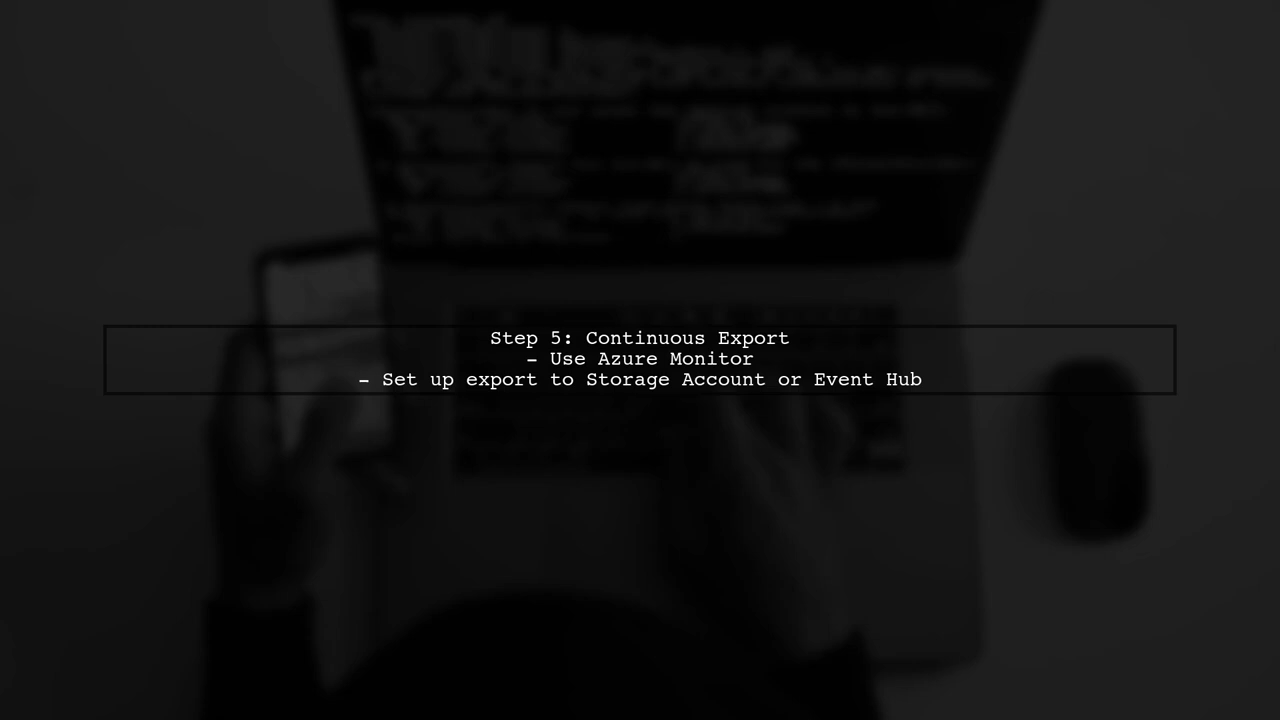 Step 5: Continuous Export
– Use Azure Monitor
– Set up export to Storage Account or Event Hub